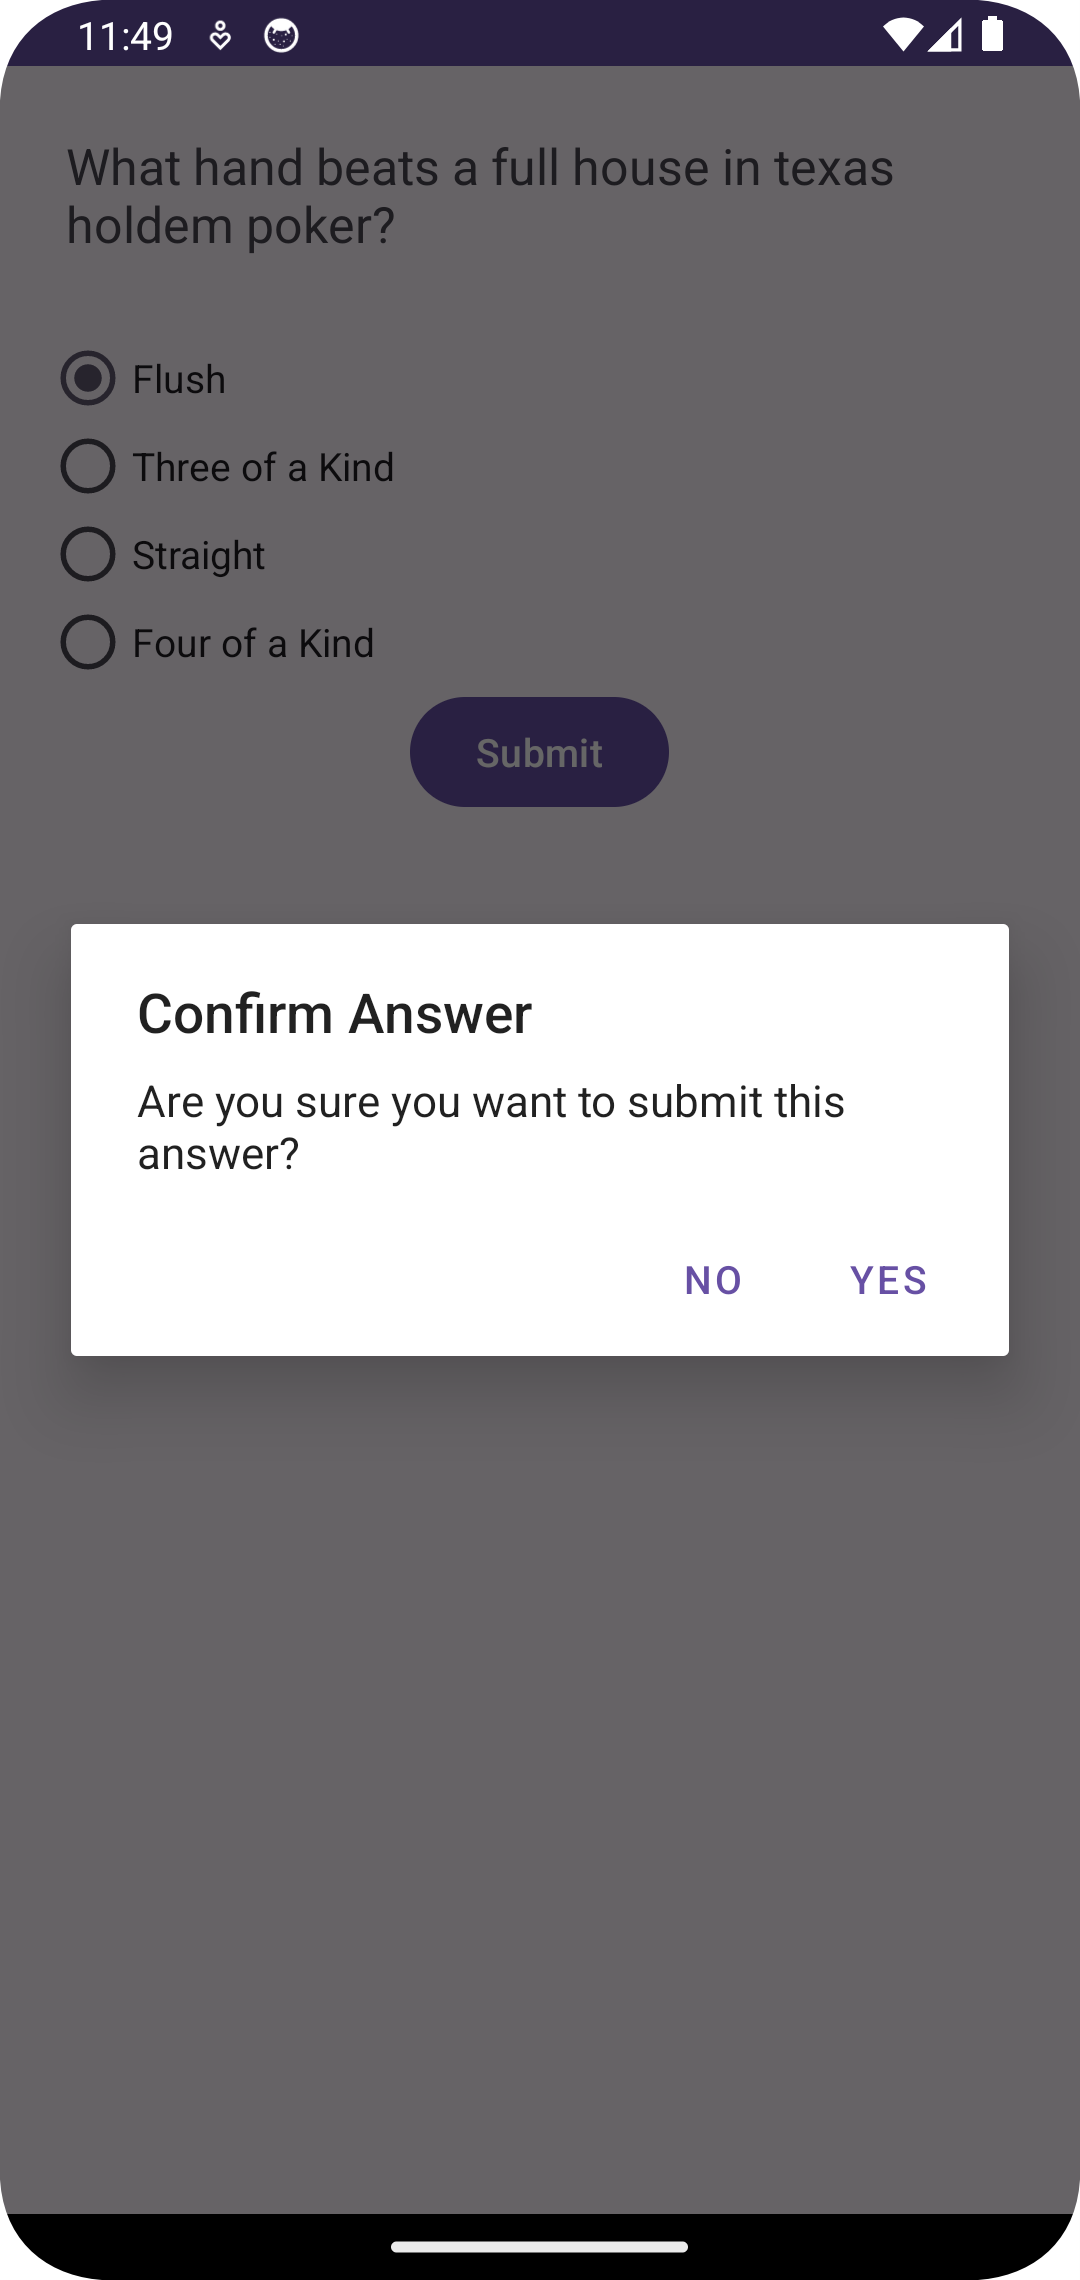 11:49
What hand beats a full house in texas
holdem poker?
Flush
Three of a Kind
Straight
Four of a Kind
Submit
Confirm Answer
Are you sure you want to submit this
answer?
NO YES